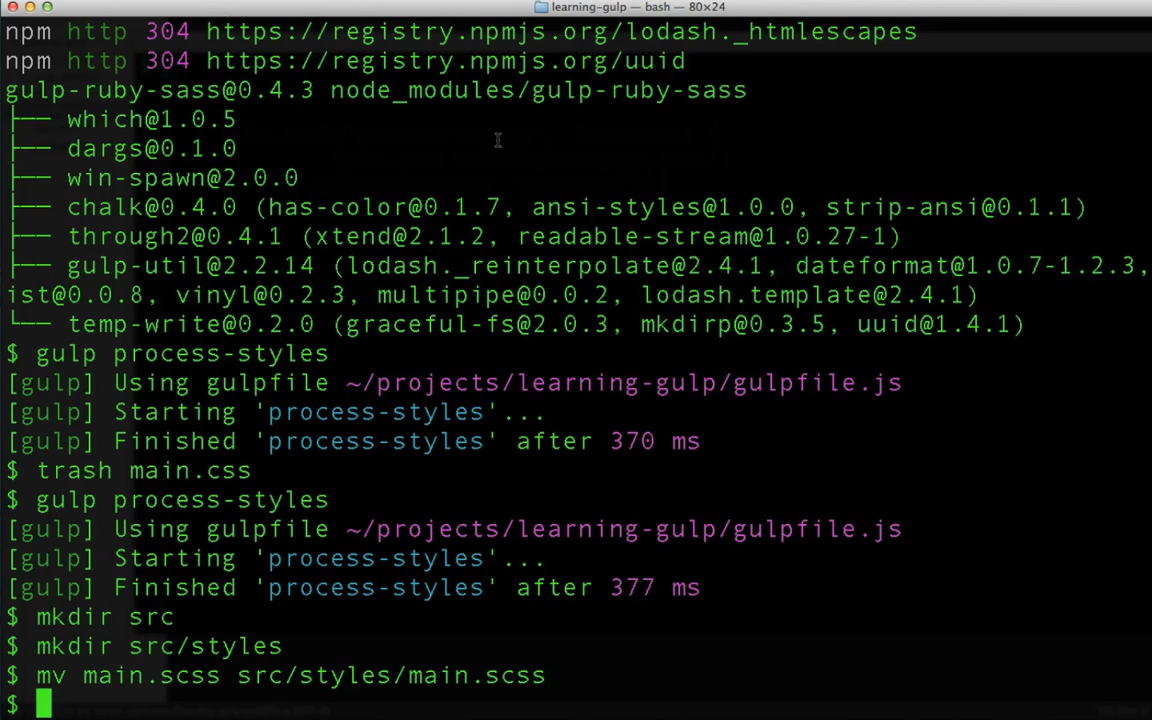 learning-gulp — bash — 80×24
npm http 304 https://registry.npmjs.org/lodash._htmlescapes
npm http 304 https://registry.npmjs.org/uuid
gulp-ruby-sass@0.4.3 node_modules/gulp-ruby-sass
├── which@1.0.5
├── dargs@0.1.0
├── win-spawn@2.0.0
├── chalk@0.4.0 (has-color@0.1.7, ansi-styles@1.0.0, strip-ansi@0.1.1)
├── through2@0.4.1 (xtend@2.1.2, readable-stream@1.0.27-1)
├── gulp-util@2.2.14 (lodash._reinterpolate@2.4.1, dateformat@1.0.7-1.2.3,
ist@0.0.8, vinyl@0.2.3, multipipe@0.0.2, lodash.template@2.4.1)
└── temp-write@0.2.0 (graceful-fs@2.0.3, mkdirp@0.3.5, uuid@1.4.1)
$ gulp process-styles
[gulp] Using gulpfile ~/projects/learning-gulp/gulpfile.js
[gulp] Starting 'process-styles'...
[gulp] Finished 'process-styles' after 370 ms
$ trash main.css
$ gulp process-styles
[gulp] Using gulpfile ~/projects/learning-gulp/gulpfile.js
[gulp] Starting 'process-styles'...
[gulp] Finished 'process-styles' after 377 ms
$ mkdir src
$ mkdir src/styles
$ mv main.scss src/styles/main.scss
$